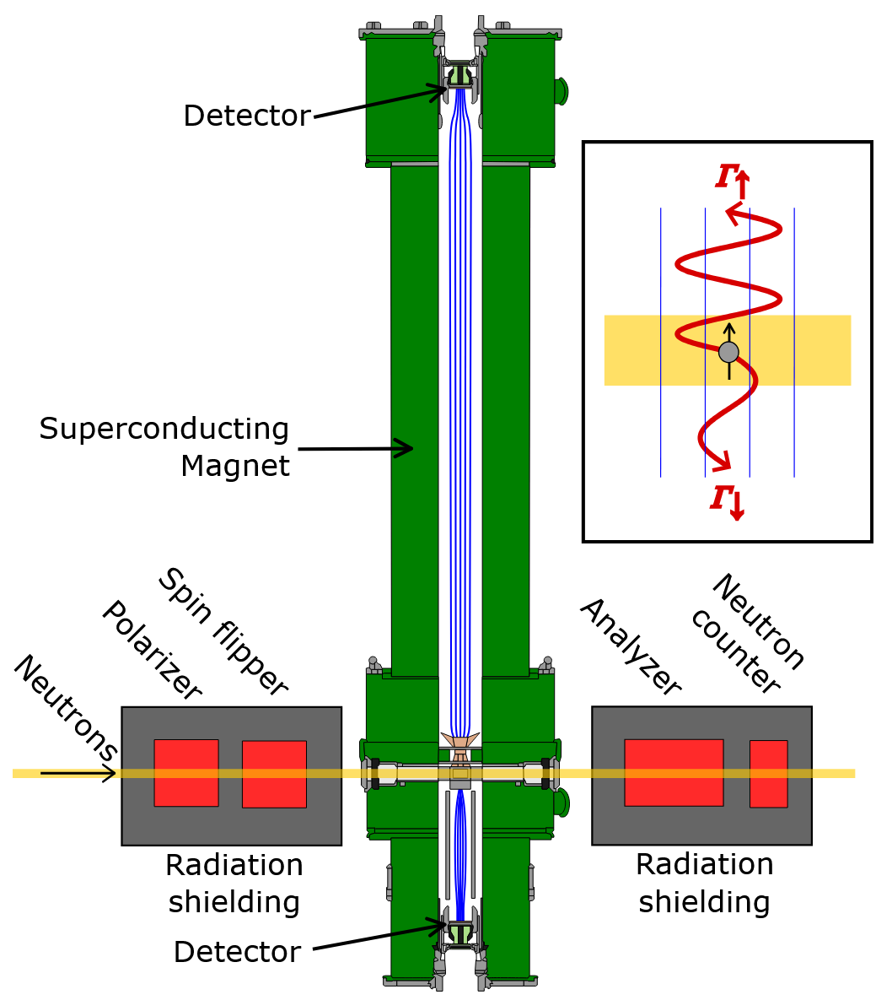 Detector
Γ↑
Superconducting
Magnet
Γ↓
Neutrons
Polarizer
Spin flipper
Analyzer
Neutron
counter
Radiation
shielding
Radiation
shielding
Detector